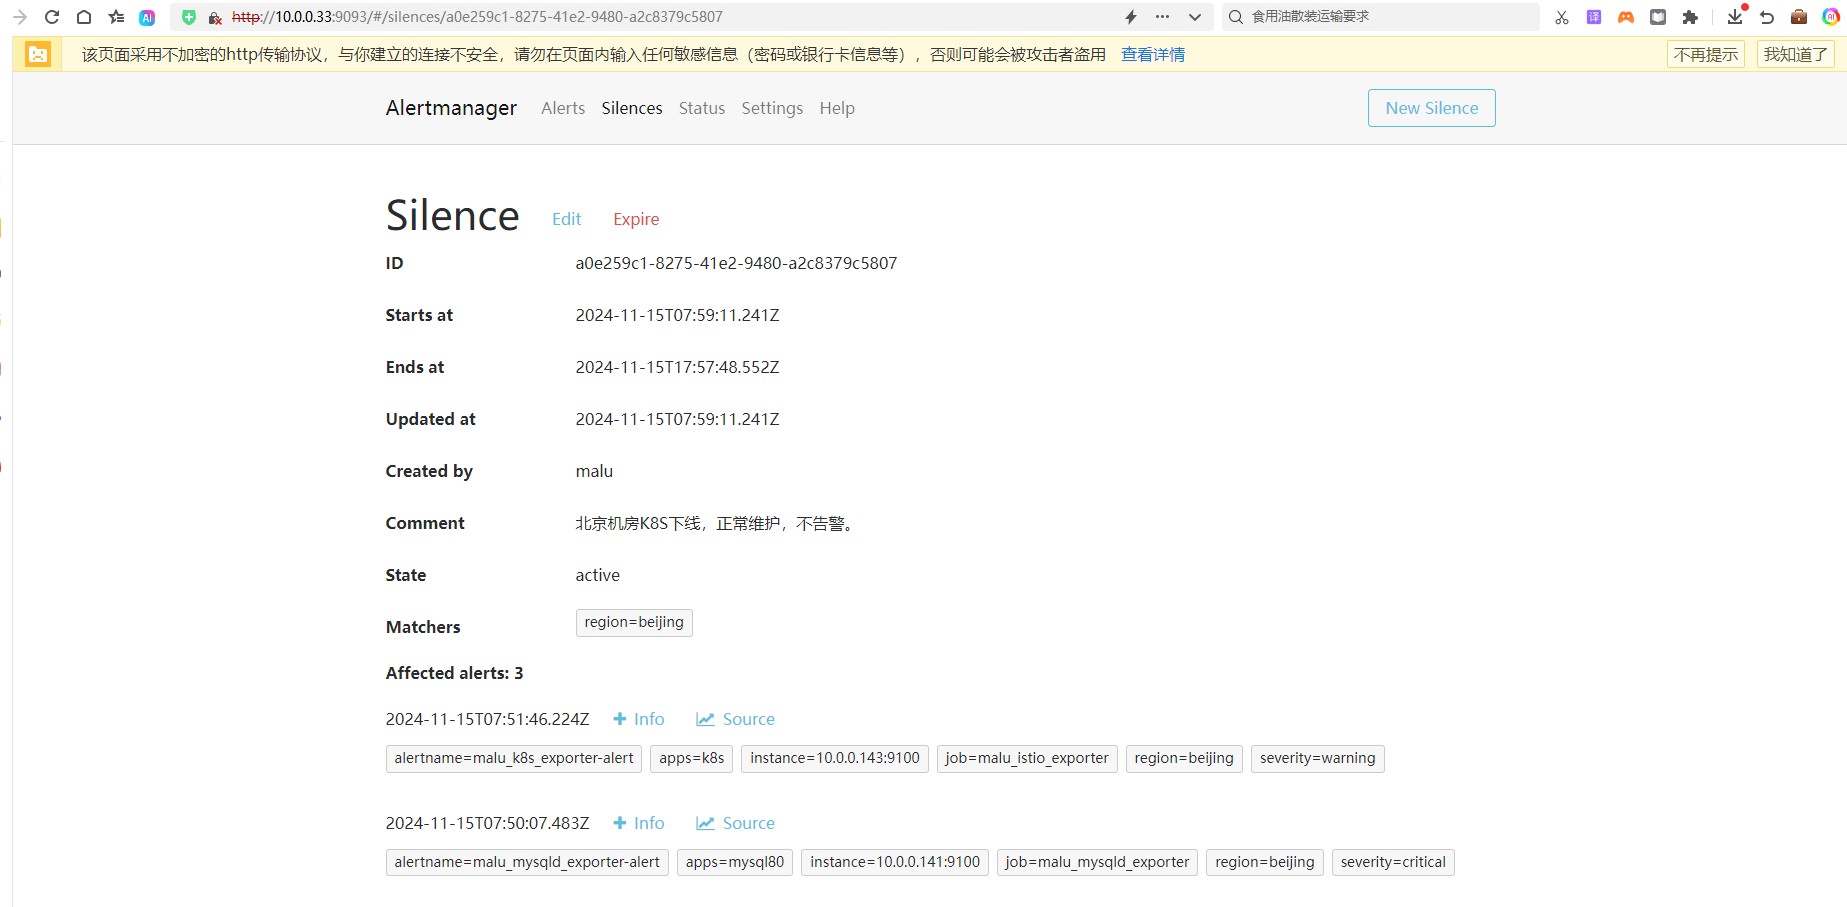 http://10.0.0.33:9093/#/silences/a0e259c1-8275-41e2-9480-a2c8379c5807
食用油散装运输要求
该页面采用不加密的http传输协议，与你建立的连接不安全，请勿在页面内输入任何敏感信息（密码或银行卡信息等），否则可能会被攻击者盗用 查看详情 不再提示 我知道了
Alertmanager Alerts Silences Status Settings Help New Silence
Silence Edit Expire
ID a0e259c1-8275-41e2-9480-a2c8379c5807
Starts at 2024-11-15T07:59:11.241Z
Ends at 2024-11-15T17:57:48.552Z
Updated at 2024-11-15T07:59:11.241Z
Created by malu
Comment 北京机房K8S下线，正常维护，不告警。
State active
Matchers region=beijing
Affected alerts: 3
2024-11-15T07:51:46.224Z Info Source
alertname=malu_k8s_exporter-alert apps=k8s instance=10.0.0.143:9100 job=malu_istio_exporter region=beijing severity=warning
2024-11-15T07:50:07.483Z Info Source
alertname=malu_mysqld_exporter-alert apps=mysql80 instance=10.0.0.141:9100 job=malu_mysqld_exporter region=beijing severity=critical